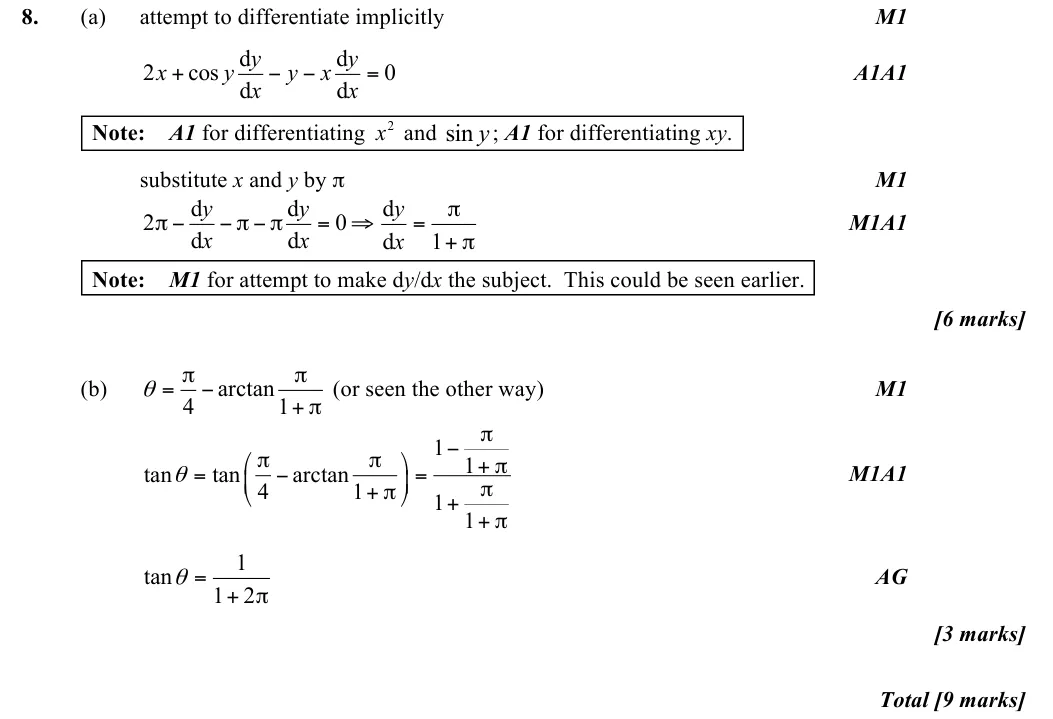 8. (a) attempt to differentiate implicitly M1
2x + cos y dy/dx − y − x dy/dx = 0 A1A1
Note: A1 for differentiating x² and sin y; A1 for differentiating xy.
substitute x and y by π M1
2π − dy/dx − π − π dy/dx = 0 ⇒ dy/dx = π/(1 + π) M1A1
Note: M1 for attempt to make dy/dx the subject. This could be seen earlier.
[6 marks]
(b) θ = π/4 − arctan π/(1 + π) (or seen the other way) M1
tan θ = tan(π/4 − arctan π/(1 + π)) = (1 − π/(1 + π))/(1 + π/(1 + π)) M1A1
tan θ = 1/(1 + 2π) AG
[3 marks]
Total [9 marks]